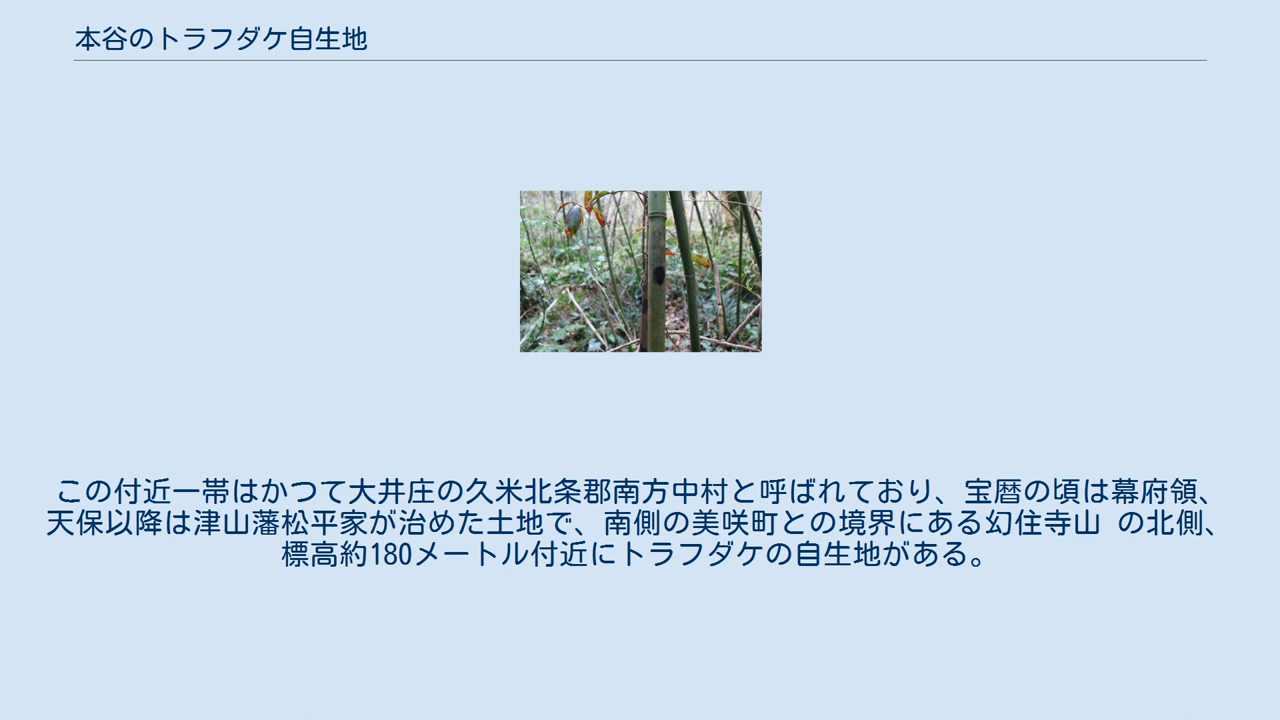 本谷のトラフダケ自生地
この付近一帯はかつて大井庄の久米北条郡南方中村と呼ばれており、宝暦の頃は幕府領、
天保以降は津山藩松平家が治めた土地で、南側の美咲町との境界にある幻住寺山 の北側、
標高約180メートル付近にトラフダケの自生地がある。